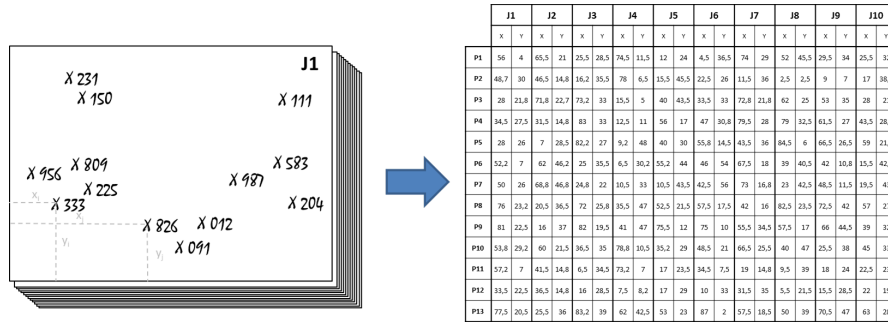 J1
X 231
X 150
X 111
X 809
X 583
X 956
X 987
X 225
X 204
X 333
X 826
X 012
X 091
xᵢ
xⱼ
yᵢ
yⱼ
J1 J2 J3 J4 J5 J6 J7 J8 J9 J10
X Y X Y X Y X Y X Y X Y X Y X Y X Y X Y
P1 56 4 65,5 21 25,5 28,5 74,5 11,5 12 24 4,5 36,5 74 29 52 45,5 29,5 34 25,5
P2 48,7 30 46,5 14,8 16,2 35,5 78 6,5 15,5 45,5 22,5 26 11,5 36 2,5 2,5 9 7 17
P3 28 21,8 71,8 22,7 73,2 33 15,5 5 40 43,5 33,5 33 72,8 21,8 62 25 53 35 28
P4 34,5 27,5 31,5 14,8 83 33 12,5 11 56 17 47 30,8 79,5 28 79 32,5 61,5 27 43,5
P5 28 26 7 28,5 82,2 27 9,2 48 40 30 55,8 14,5 43,5 36 84,5 6 66,5 26,5 59
P6 52,2 7 62 46,2 25 35,5 6,5 30,2 55,2 44 46 54 67,5 18 39 40,5 42 10,8 15,5
P7 50 26 68,8 46,8 24,8 22 10,5 33 10,5 43,5 42,5 56 73 16,8 23 42,5 48,5 11,5 19,5
P8 76 23,2 20,5 36,5 72 25,8 35,5 47 52,5 21,5 57,5 17,5 42 16 82,5 23,5 72,5 42 57
P9 81 22,5 16 37 82 19,5 41 47 75,5 12 75 10 55,5 34,5 57,5 17 66 44,5 39
P10 53,8 29,2 60 21,5 36,5 35 78,8 10,5 35,2 29 48,5 21 66,5 25,5 40 47 25,5 38 45
P11 57,2 7 41,5 14,8 6,5 34,5 73,2 7 17 23,5 34,5 7,5 19 14,8 9,5 39 18 24 22,5
P12 33,5 22,5 36,5 14,8 16 28,5 7,5 8,2 17 29 10 33 31,5 35 5,5 21,5 15,5 28,5 22
P13 77,5 20,5 25,5 36 83,2 39 62 42,5 53 23 87 2 57,5 18,5 50 39 70,5 47 63